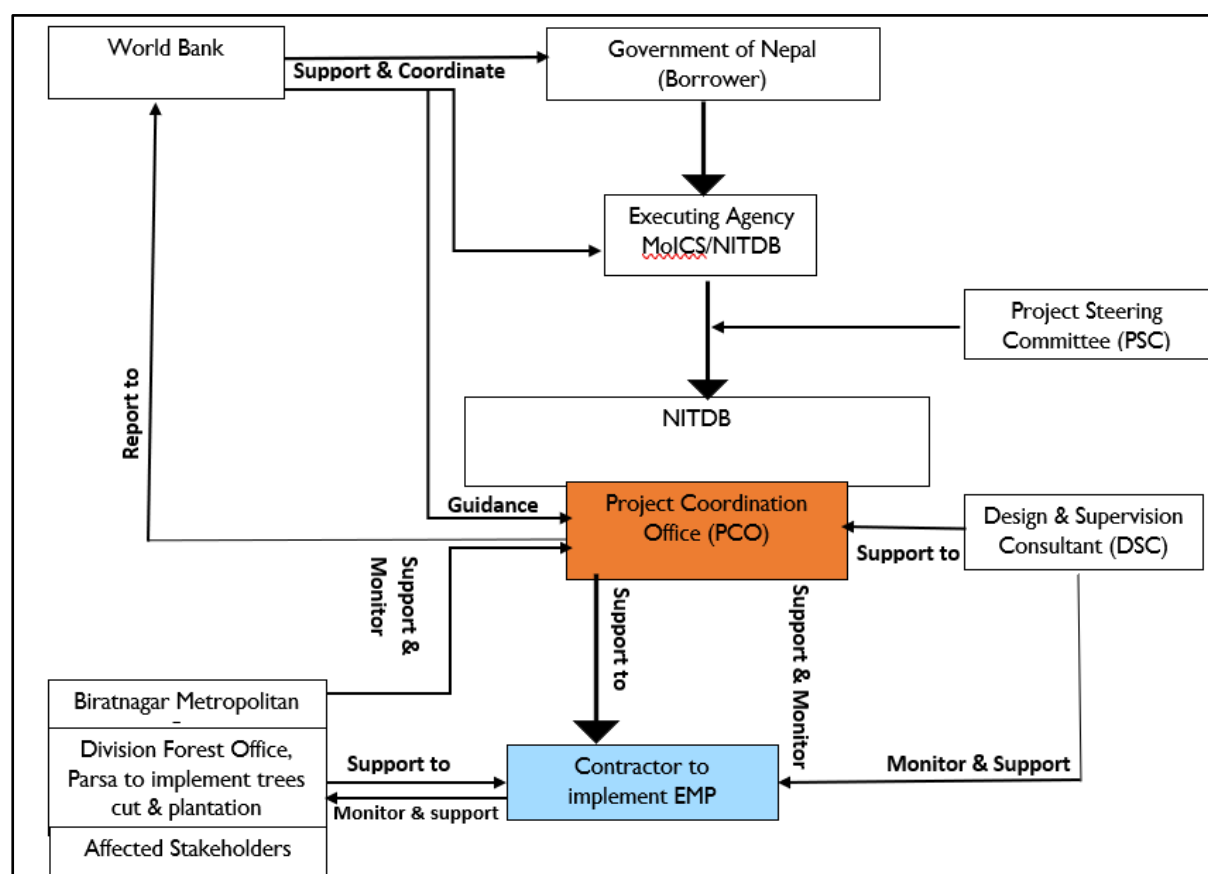 World Bank
Government of Nepal
(Borrower)
Support & Coordinate
Executing Agency
MoICS/NITDB
Project Steering
Committee (PSC)
Report to
NITDB
Guidance
Project Coordination
Office (PCO)
Design & Supervision
Consultant (DSC)
Support to
Support &
Monitor
Support to
Support & Monitor
Biratnagar Metropolitan
Division Forest Office,
Parsa to implement trees
cut & plantation
Support to
Monitor & support
Contractor to
implement EMP
Monitor & Support
Affected Stakeholders